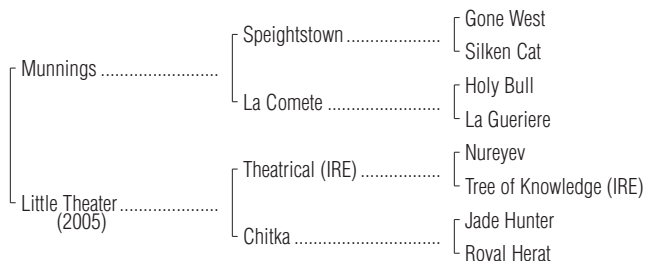 Gone West
Speightstown
Silken Cat
Munnings
Holy Bull
La Comete
La Gueriere
Nureyev
Theatrical (IRE)
Tree of Knowledge (IRE)
Little Theater
(2005)
Jade Hunter
Chitka
Royal Herat